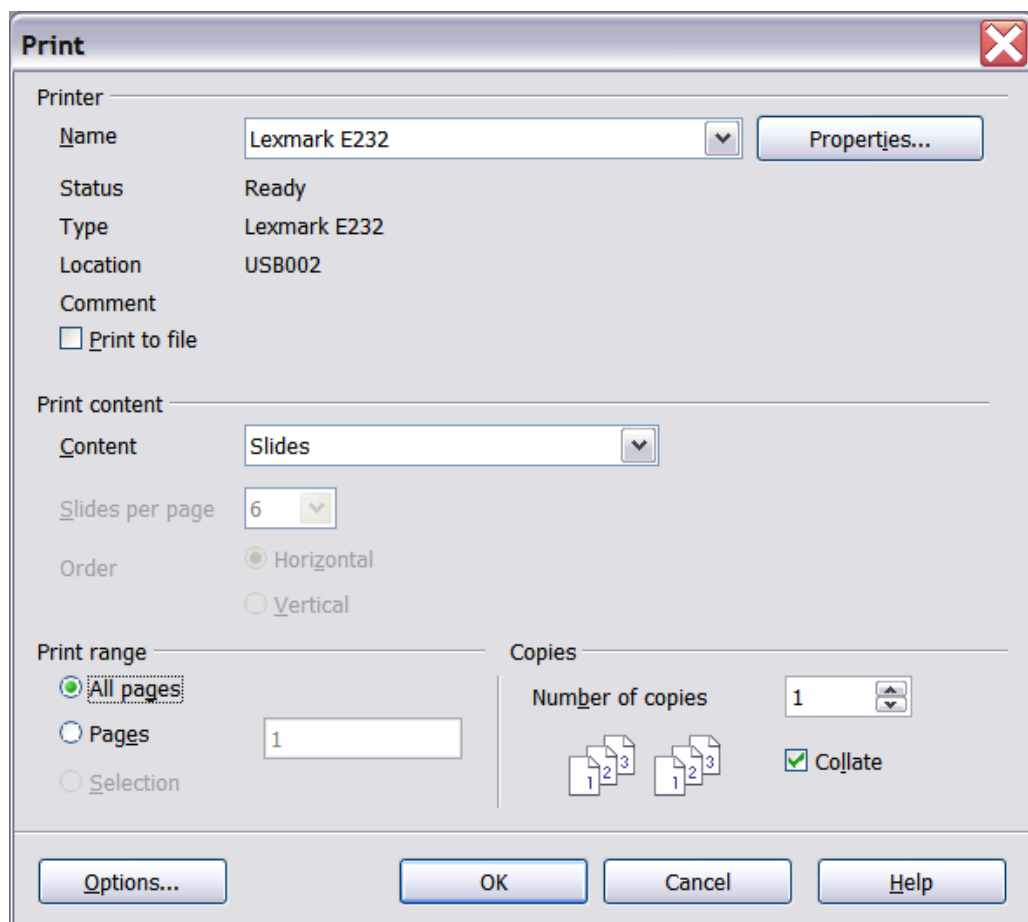 Print
Printer
Name Lexmark E232 Properties...
Status Ready
Type Lexmark E232
Location USB002
Comment
Print to file
Print content
Content Slides
Slides per page 6
Order Horizontal
Vertical
Print range Copies
All pages Number of copies 1
Pages 1
1 2 3 1 2 3 Collate
Selection
Options... OK Cancel Help